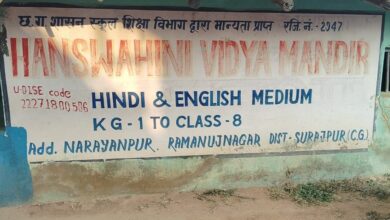 छ.ग. शासन स्कूल शिक्षा विभाग द्वारा मान्यता प्राप्त रजि. नं.- 2947
HANSWAHINI VIDYA MANDIR
U-DISE code
22271800506
HINDI & ENGLISH MEDIUM
KG-1 TO CLASS-8
Add. NARAYANPUR. RAMANUJNAGAR DIST- SURAJPUR (C.G.)